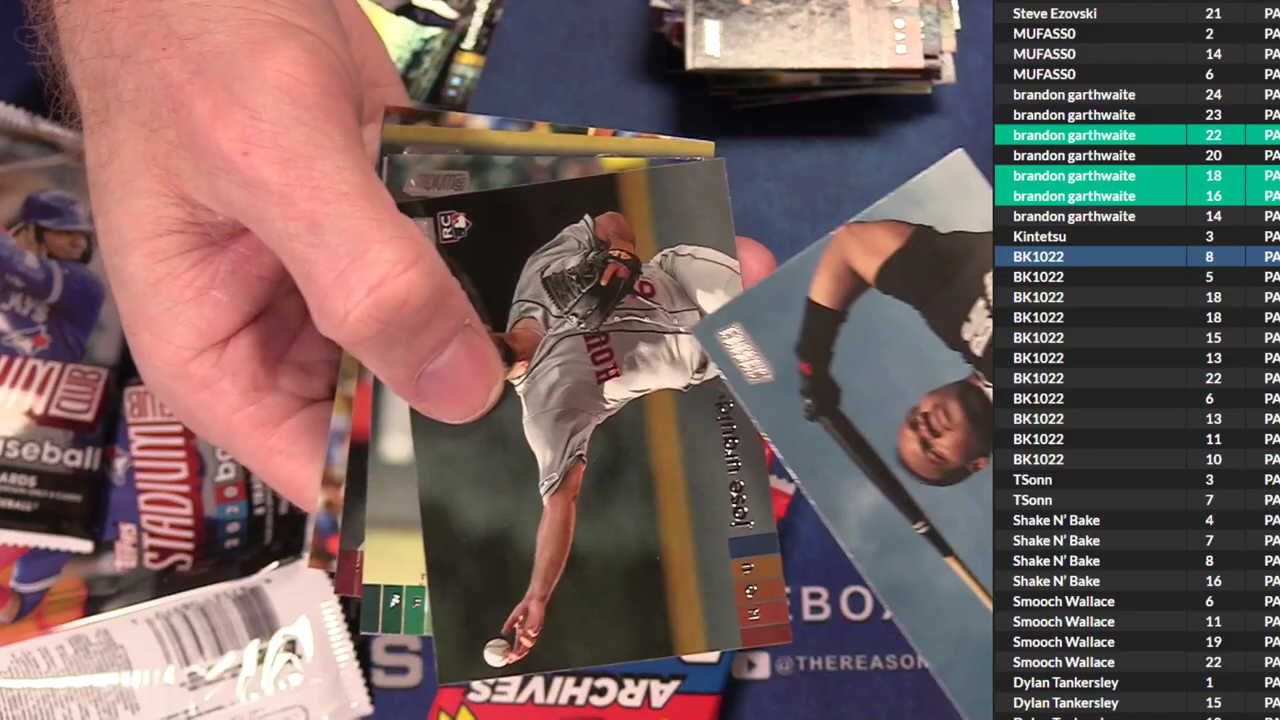 Steve Ezovski 21 PA
MUFASS0 2 PA
MUFASS0 14 PA
MUFASS0 6 PA
brandon garthwaite 24 PA
brandon garthwaite 23 PA
brandon garthwaite 22 PA
brandon garthwaite 20 PA
brandon garthwaite 18 PA
brandon garthwaite 16 PA
brandon garthwaite 14 PA
Kintetsu 3 PA
BK1022 8 PA
BK1022 5 PA
BK1022 18 PA
BK1022 18 PA
BK1022 15 PA
BK1022 13 PA
BK1022 22 PA
BK1022 6 PA
BK1022 13 PA
BK1022 11 PA
BK1022 10 PA
TSonn 3 PA
TSonn 7 PA
Shake N' Bake 4 PA
Shake N' Bake 7 PA
Shake N' Bake 8 PA
Shake N' Bake 16 PA
Smooch Wallace 6 PA
Smooch Wallace 11 PA
Smooch Wallace 19 PA
Smooch Wallace 22 PA
Dylan Tankersley 1 PA
Dylan Tankersley 15 PA
RC
HOU
jose urquidy
CLUB
aseball
TOPPS
STADIUM
2020
EBO
@THEREASON
ARCHIVES